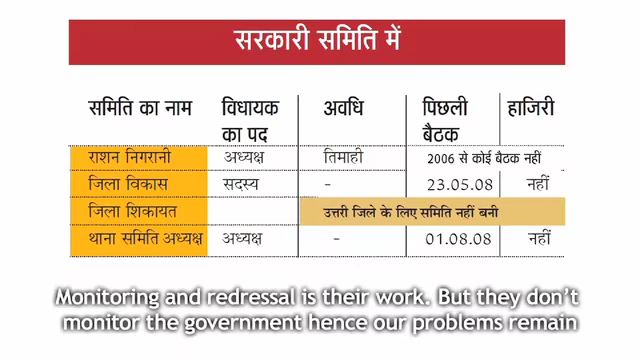 सरकारी समिति में
समिति का नाम विधायक का पद अवधि पिछली बैठक हाजिरी
राशन निगरानी अध्यक्ष तिमाही 2006 से कोई बैठक नहीं
जिला विकास सदस्य - 23.05.08 नहीं
जिला शिकायत उत्तरी जिले के लिए समिति नहीं बनी
थाना समिति अध्यक्ष अध्यक्ष - 01.08.08 नहीं
Monitoring and redressal is their work. But they don't
monitor the government hence our problems remain